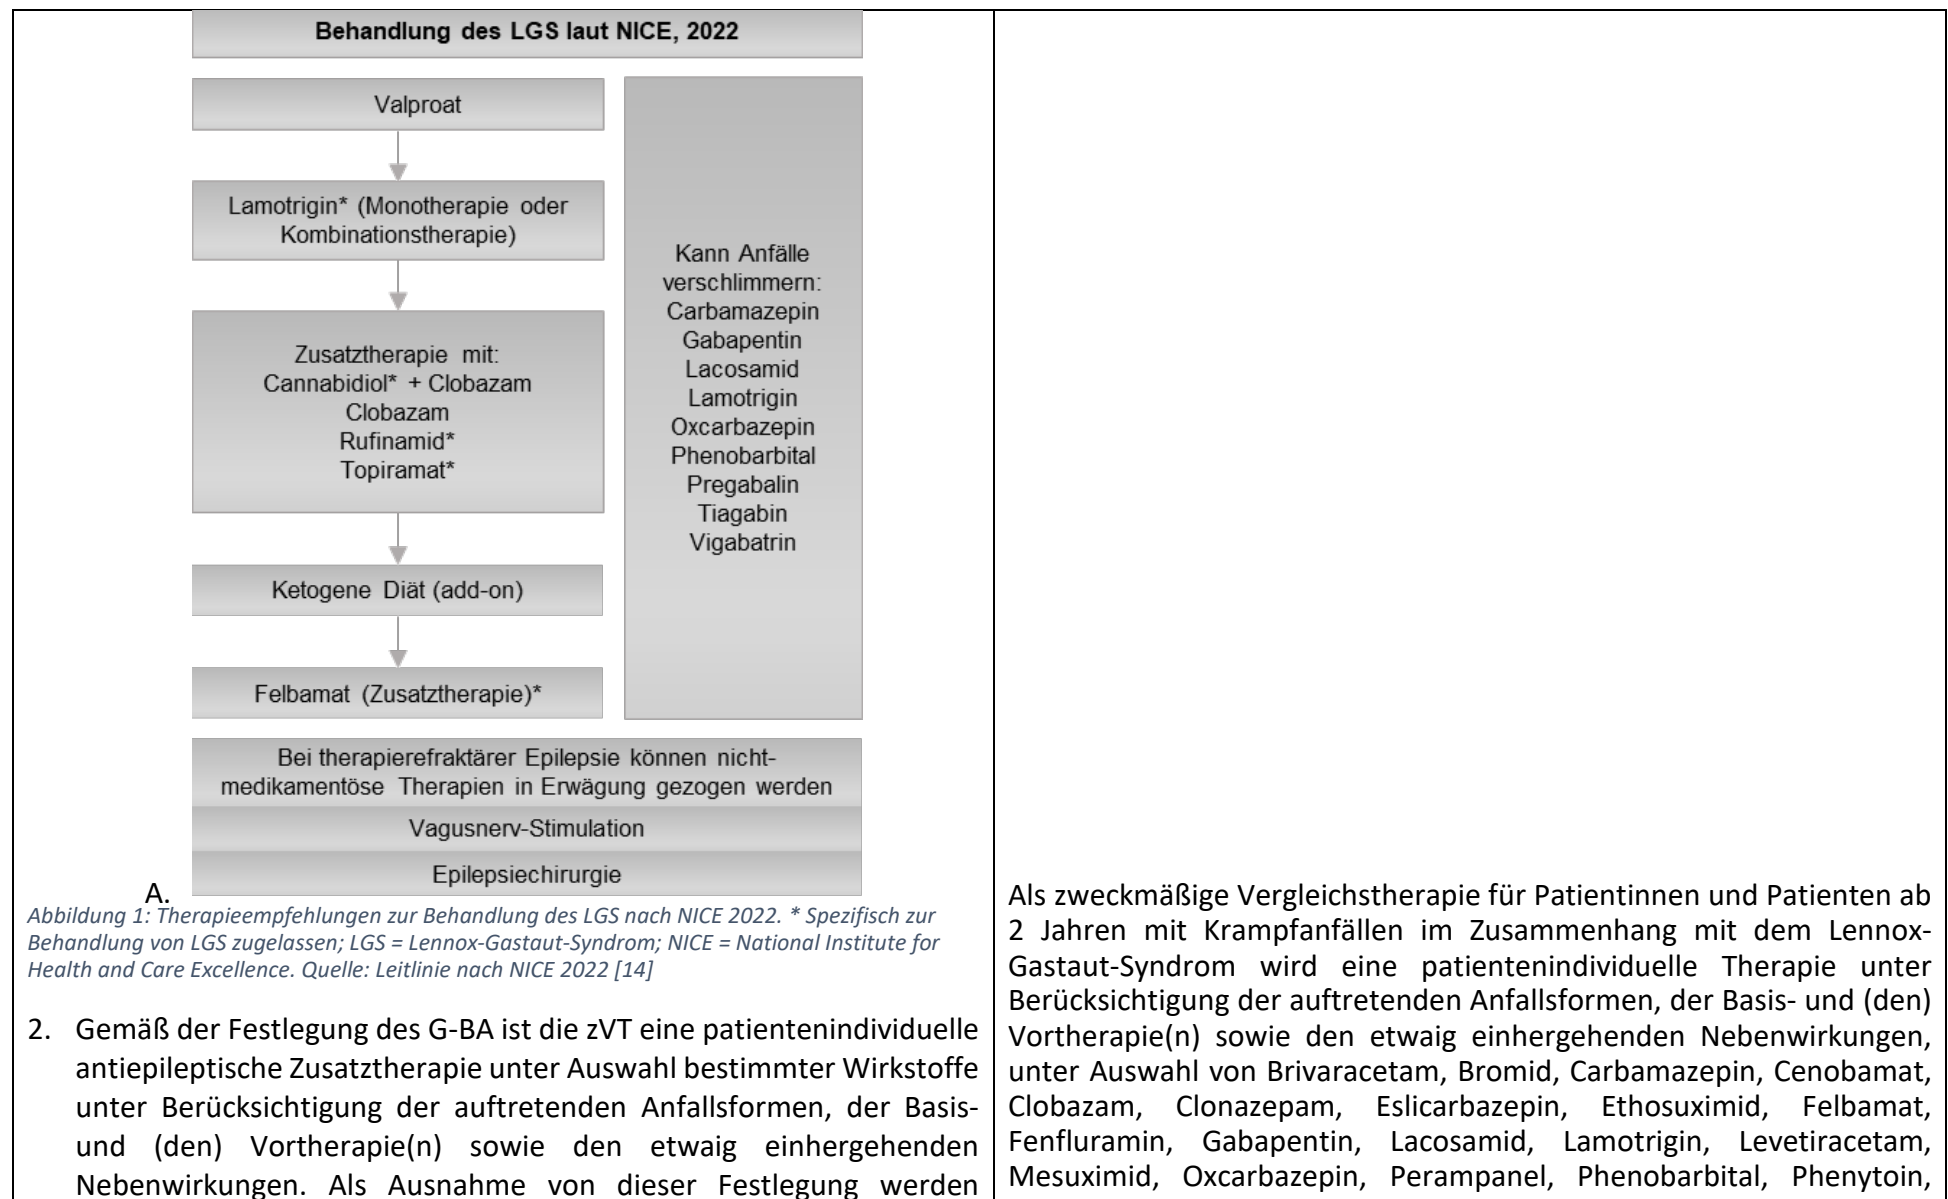 Behandlung des LGS laut NICE, 2022
Valproat
Lamotrigin* (Monotherapie oder
Kombinationstherapie)
Zusatztherapie mit:
Cannabidiol* + Clobazam
Clobazam
Rufinamid*
Topiramat*
Ketogene Diät (add-on)
Felbamat (Zusatztherapie)*
Kann Anfälle
verschlimmern:
Carbamazepin
Gabapentin
Lacosamid
Lamotrigin
Oxcarbazepin
Phenobarbital
Pregabalin
Tiagabin
Vigabatrin
Bei therapierefraktärer Epilepsie können nicht-
medikamentöse Therapien in Erwägung gezogen werden
Vagusnerv-Stimulation
Epilepsiechirurgie
A.
Abbildung 1: Therapieempfehlungen zur Behandlung des LGS nach NICE 2022. * Spezifisch zur
Behandlung von LGS zugelassen; LGS = Lennox-Gastaut-Syndrom; NICE = National Institute for
Health and Care Excellence. Quelle: Leitlinie nach NICE 2022 [14]
2. Gemäß der Festlegung des G-BA ist die zVT eine patientenindividuelle
antiepileptische Zusatztherapie unter Auswahl bestimmter Wirkstoffe
unter Berücksichtigung der auftretenden Anfallsformen, der Basis-
und (den) Vortherapie(n) sowie den etwaig einhergehenden
Nebenwirkungen. Als Ausnahme von dieser Festlegung werden
Als zweckmäßige Vergleichstherapie für Patientinnen und Patienten ab
2 Jahren mit Krampfanfällen im Zusammenhang mit dem Lennox-
Gastaut-Syndrom wird eine patientenindividuelle Therapie unter
Berücksichtigung der auftretenden Anfallsformen, der Basis- und (den)
Vortherapie(n) sowie den etwaig einhergehenden Nebenwirkungen,
unter Auswahl von Brivaracetam, Bromid, Carbamazepin, Cenobamat,
Clobazam, Clonazepam, Eslicarbazepin, Ethosuximid, Felbamat,
Fenfluramin, Gabapentin, Lacosamid, Lamotrigin, Levetiracetam,
Mesuximid, Oxcarbazepin, Perampanel, Phenobarbital, Phenytoin,